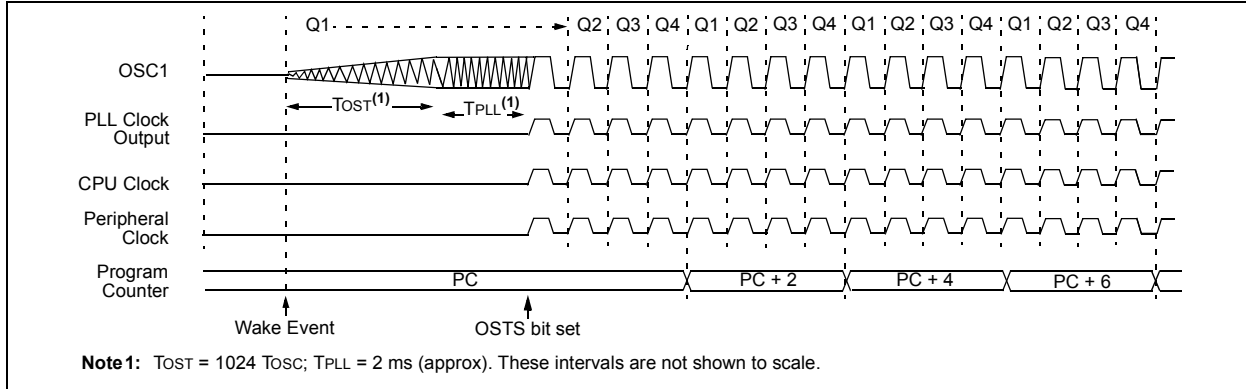 Q1 Q2 Q3 Q4 Q1 Q2 Q3 Q4 Q1 Q2 Q3 Q4 Q1 Q2 Q3 Q4
OSC1
TOST(1) TPLL(1)
PLL Clock
Output
CPU Clock
Peripheral
Clock
Program
Counter
PC PC + 2 PC + 4 PC + 6
Wake Event OSTS bit set
Note1: TOST = 1024 TOSC; TPLL = 2 ms (approx). These intervals are not shown to scale.